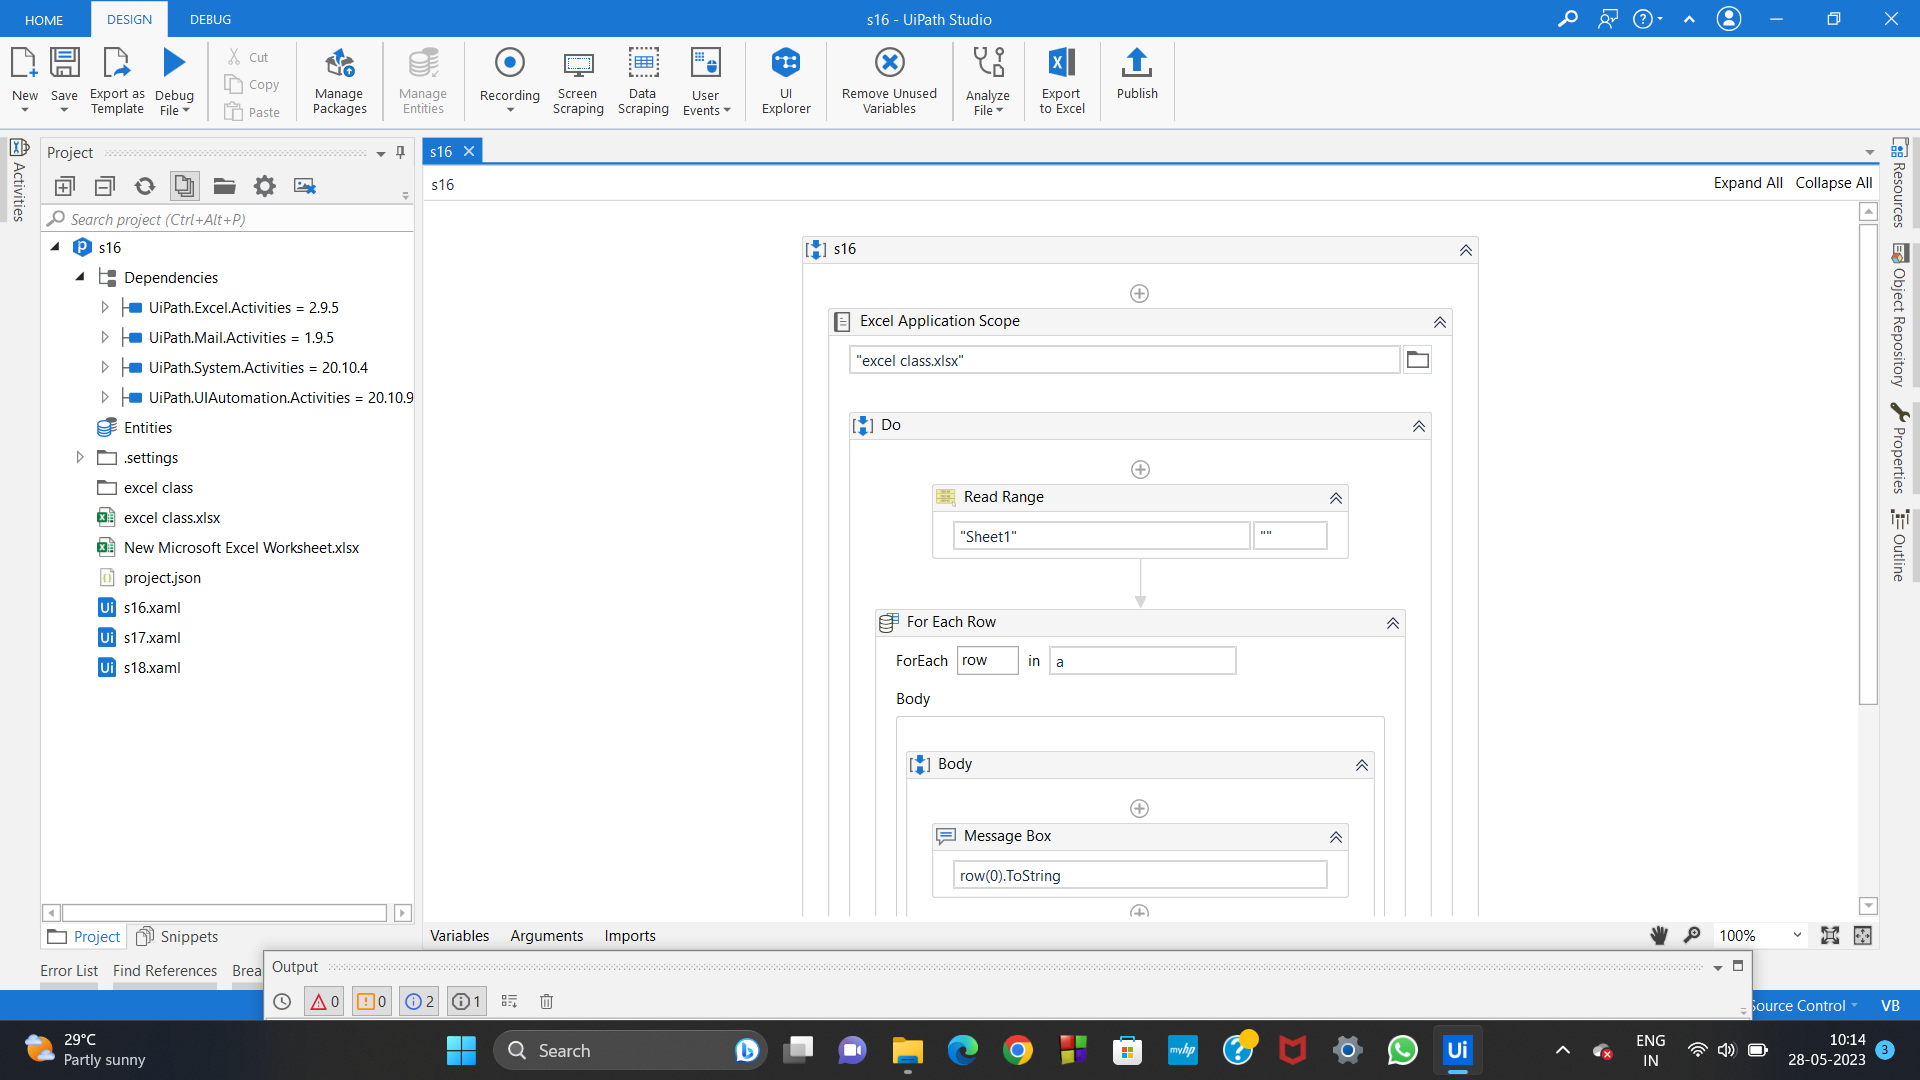 HOME DESIGN DEBUG
s16 - UiPath Studio
New
Save
Export as
Template
Debug
File
Cut
Copy
Paste
Manage
Packages
Manage
Entities
Recording
Screen
Scraping
Data
Scraping
User
Events
UI
Explorer
Remove Unused
Variables
Analyze
File
Export
to Excel
Publish
Activities
Project
Search project (Ctrl+Alt+P)
s16
Dependencies
UiPath.Excel.Activities = 2.9.5
UiPath.Mail.Activities = 1.9.5
UiPath.System.Activities = 20.10.4
UiPath.UIAutomation.Activities = 20.10.9
Entities
.settings
excel class
excel class.xlsx
New Microsoft Excel Worksheet.xlsx
project.json
Ui s16.xaml
Ui s17.xaml
Ui s18.xaml
Project Snippets
s16
s16
Expand All Collapse All
s16
Excel Application Scope
"excel class.xlsx"
Do
Read Range
"Sheet1" ""
For Each Row
ForEach row in a
Body
Body
Message Box
row(0).ToString
Variables Arguments Imports
100%
Resources
Object Repository
Properties
Outline
Error List Find References Brea
Output
0 0 2 1
Source Control VB
29°C
Partly sunny
Search
myhp
Ui
ENG
IN
10:14
28-05-2023
3